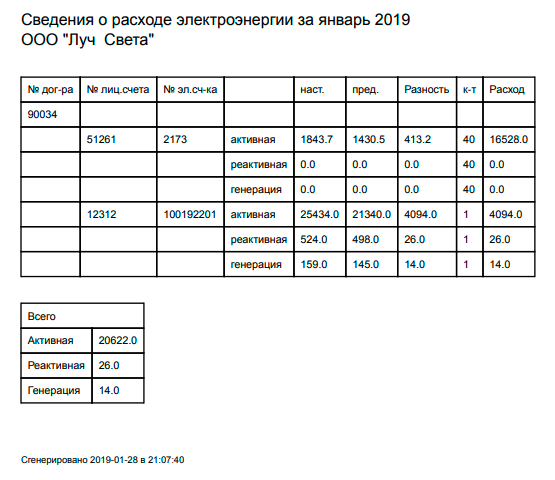 Сведения о расходе электроэнергии за январь 2019
ООО "Луч  Света"
№ дог-ра № лиц.счета № эл.сч-ка наст. пред. Разность к-т Расход
90034
51261 2173 активная 1843.7 1430.5 413.2 40 16528.0
реактивная 0.0 0.0 0.0 40 0.0
генерация 0.0 0.0 0.0 40 0.0
12312 100192201 активная 25434.0 21340.0 4094.0 1 4094.0
реактивная 524.0 498.0 26.0 1 26.0
генерация 159.0 145.0 14.0 1 14.0
Всего
Активная 20622.0
Реактивная 26.0
Генерация 14.0
Сгенерировано 2019-01-28 в 21:07:40